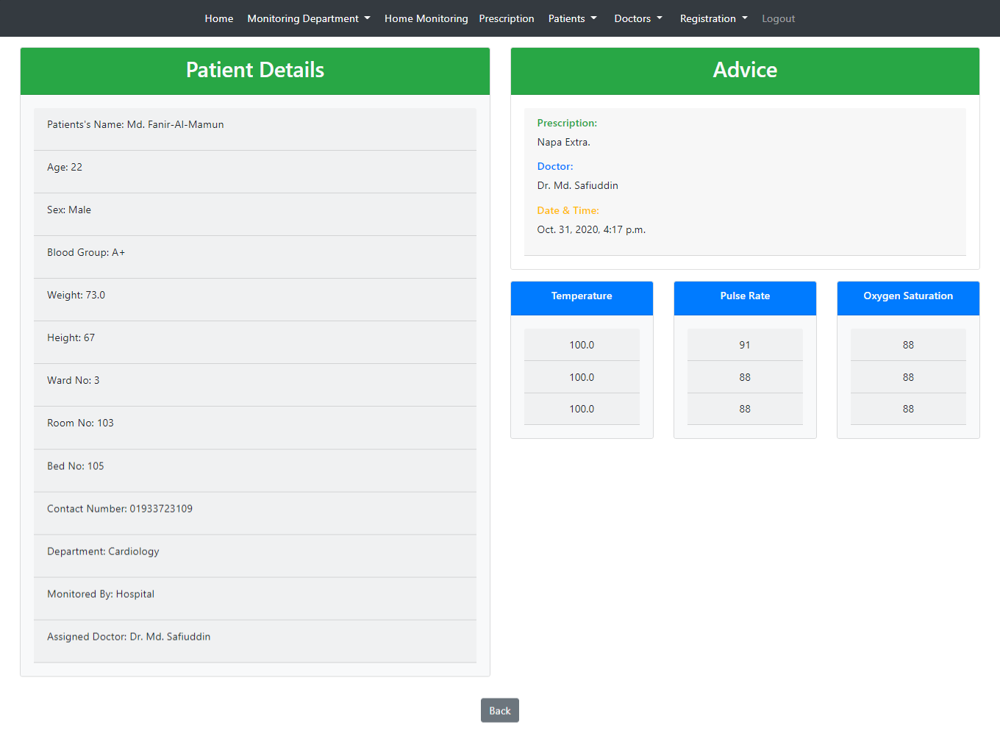 Home Monitoring Department Home Monitoring Prescription Patients Doctors Registration Logout
Patient Details
Patients's Name: Md. Fanir-Al-Mamun
Age: 22
Sex: Male
Blood Group: A+
Weight: 73.0
Height: 67
Ward No: 3
Room No: 103
Bed No: 105
Contact Number: 01933723109
Department: Cardiology
Monitored By: Hospital
Assigned Doctor: Dr. Md. Safiuddin
Advice
Prescription:
Napa Extra.
Doctor:
Dr. Md. Safiuddin
Date & Time:
Oct. 31, 2020, 4:17 p.m.
Temperature
100.0
100.0
100.0
Pulse Rate
91
88
88
Oxygen Saturation
88
88
88
Back